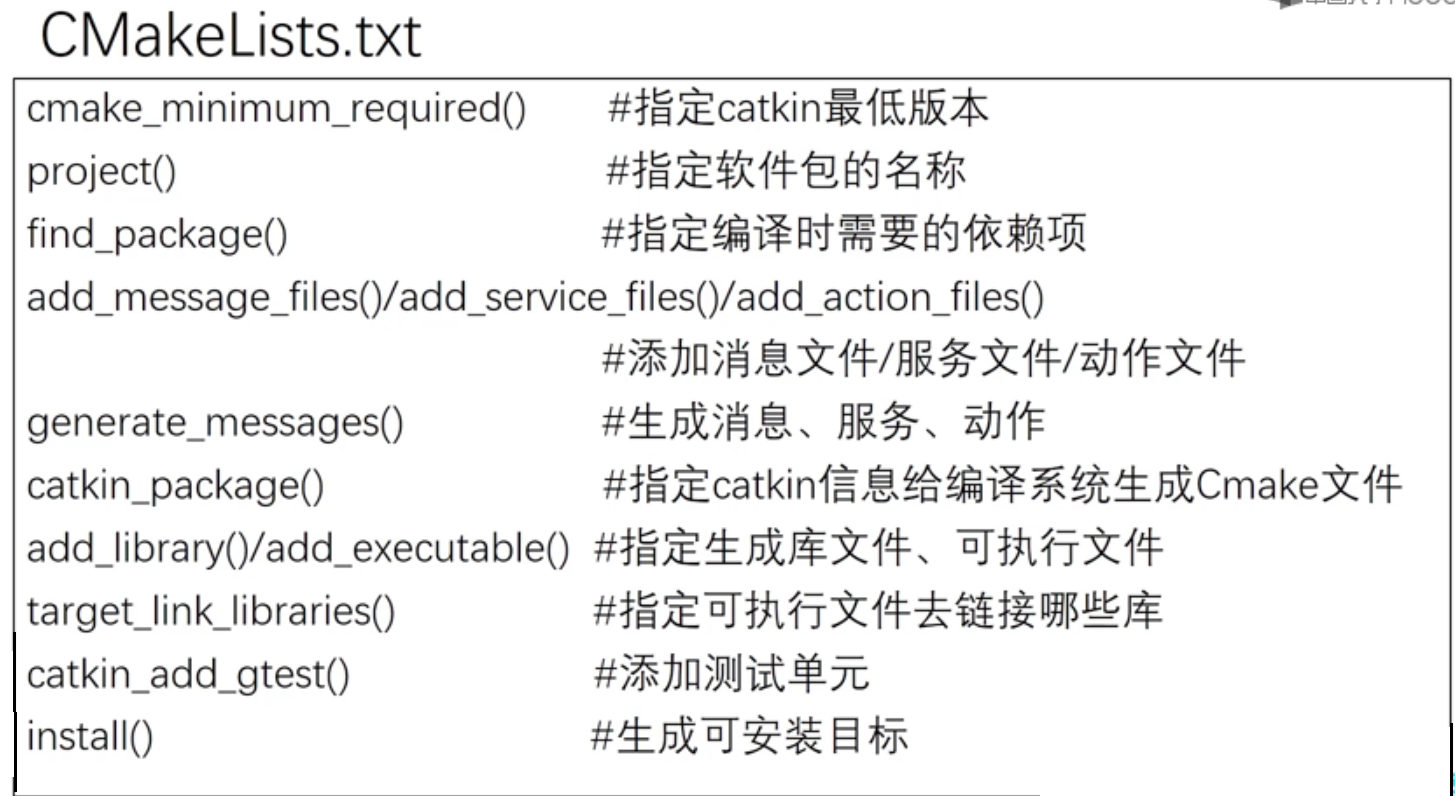 CMakeLists.txt
cmake_minimum_required() #指定catkin最低版本
project() #指定软件包的名称
find_package() #指定编译时需要的依赖项
add_message_files()/add_service_files()/add_action_files()
#添加消息文件/服务文件/动作文件
generate_messages() #生成消息、服务、动作
catkin_package() #指定catkin信息给编译系统生成Cmake文件
add_library()/add_executable() #指定生成库文件、可执行文件
target_link_libraries() #指定可执行文件去链接哪些库
catkin_add_gtest() #添加测试单元
install() #生成可安装目标